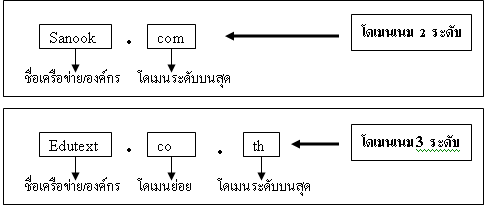 Sanook . com
โดเมนเนม 2 ระดับ
ชื่อเครือข่าย/องค์กร โดเมนระดับบนสุด
Edutext . co . th
โดเมนเนม 3 ระดับ
ชื่อเครือข่าย/องค์กร โดเมนย่อย โดเมนระดับบนสุด